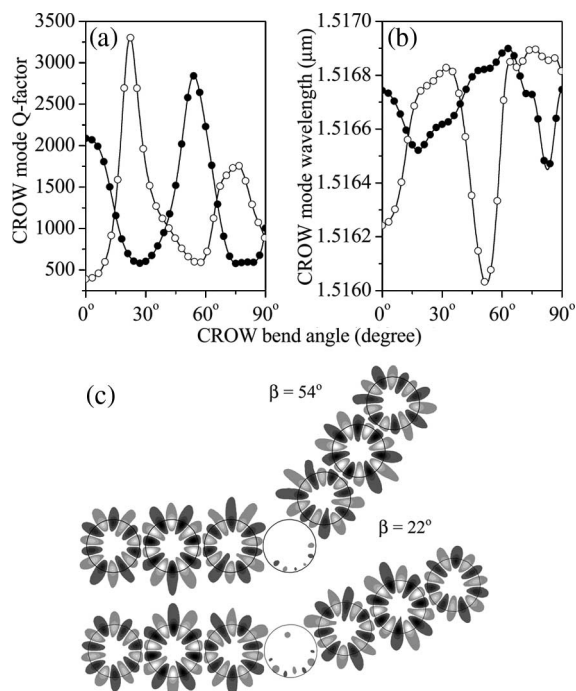 (a)
CROW mode Q-factor
3500
3000
2500
2000
1500
1000
500
0°
30°
60°
90°
(b)
CROW mode wavelength (μm)
1.5170
1.5168
1.5166
1.5164
1.5162
1.5160
0°
30°
60°
90°
CROW bend angle (degree)
(c)
β = 54°
β = 22°